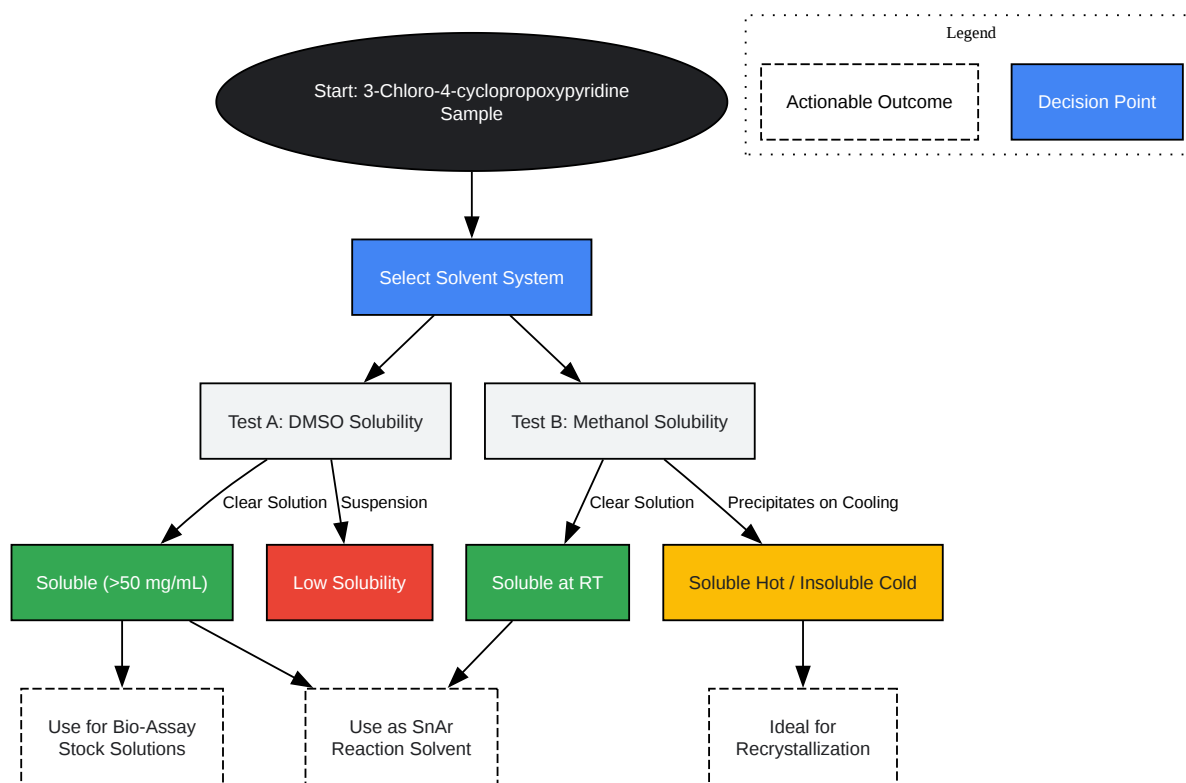 Legend
Start: 3-Chloro-4-cyclopropoxypyridine
Sample
Actionable Outcome
Decision Point
Select Solvent System
Test A: DMSO Solubility
Test B: Methanol Solubility
Clear Solution
Suspension
Clear Solution
Precipitates on Cooling
Soluble (>50 mg/mL)
Low Solubility
Soluble at RT
Soluble Hot / Insoluble Cold
Use for Bio-Assay
Stock Solutions
Use as SnAr
Reaction Solvent
Ideal for
Recrystallization